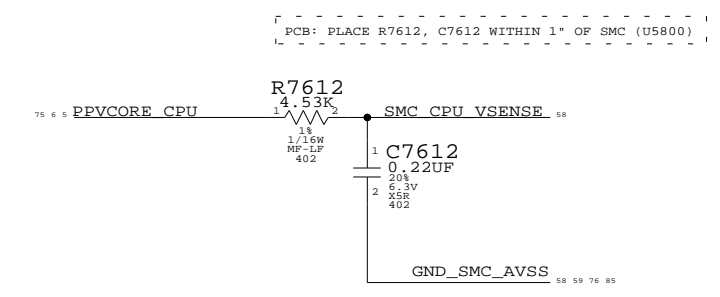 PCB: PLACE R7612, C7612 WITHIN 1" OF SMC (U5800)
R7612
4.53K
75 6 5 PPVCORE_CPU 1 2 SMC_CPU_VSENSE 58
1%
1/16W
MF-LF
402
1 C7612
0.22UF
20%
2 6.3V
X5R
402
GND_SMC_AVSS 58 59 76 85